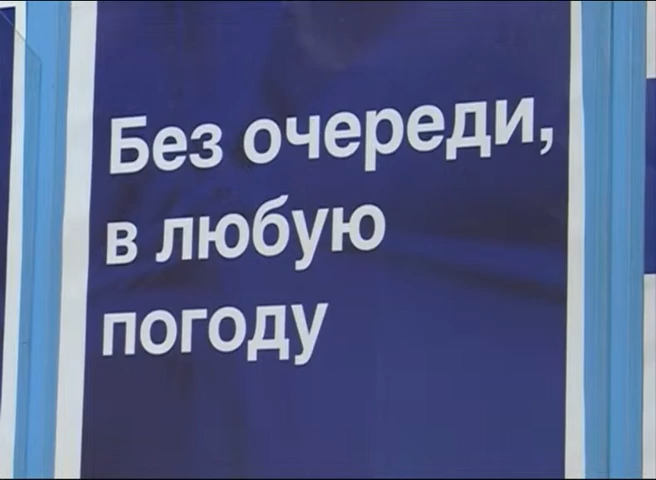 Без очереди,
в любую
погоду